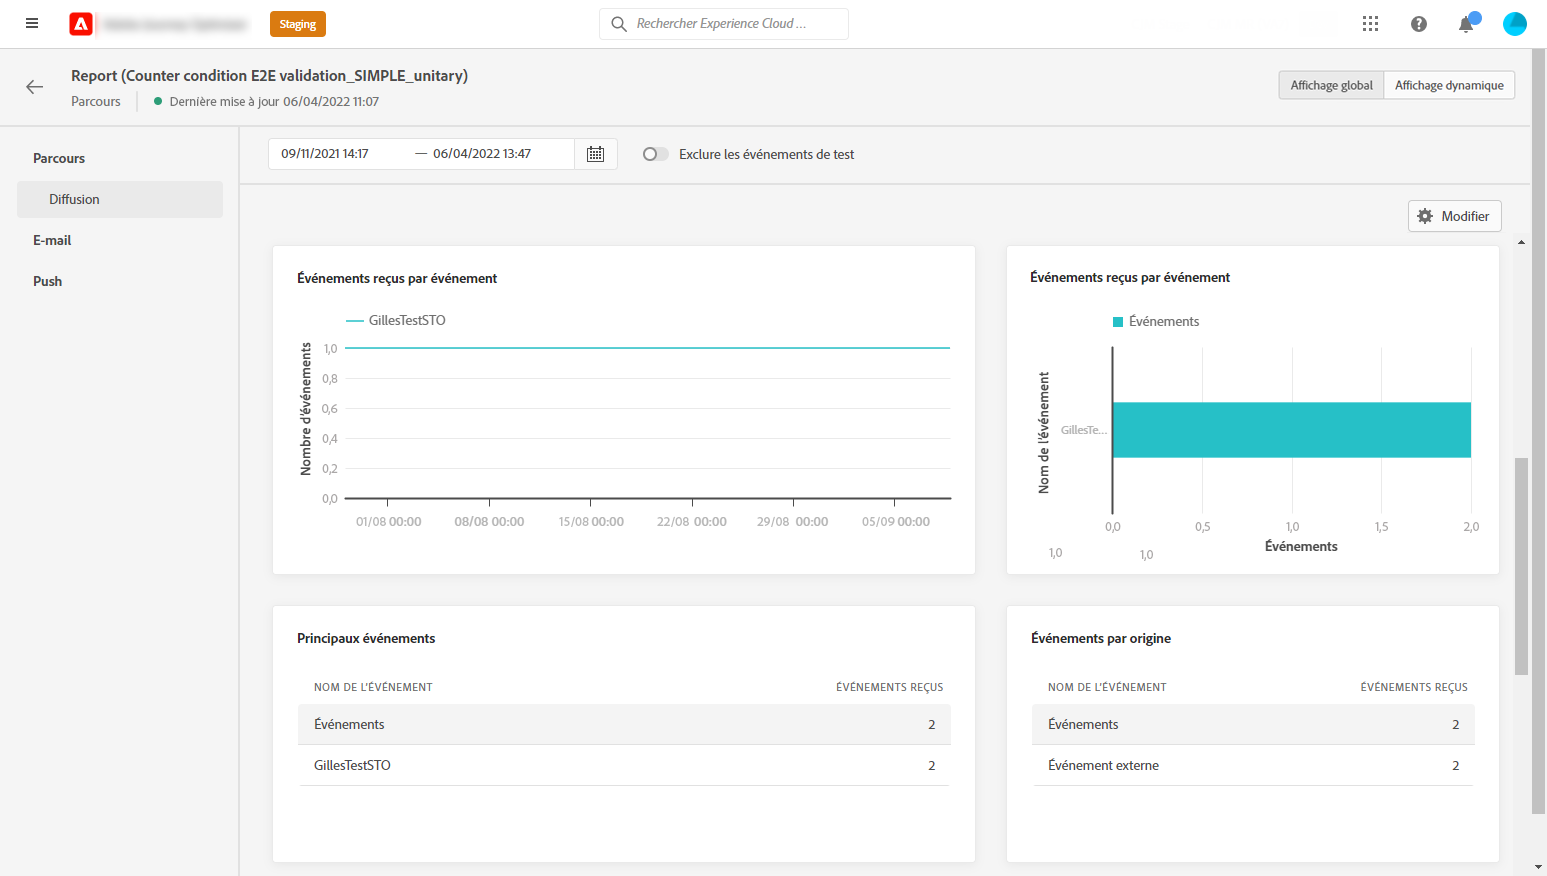 Staging
Rechercher Experience Cloud ...
Report (Counter condition E2E validation_SIMPLE_unitary)
Parcours
Dernière mise à jour 06/04/2022 11:07
Affichage global
Affichage dynamique
Parcours
Diffusion
E-mail
Push
09/11/2021 14:17 — 06/04/2022 13:47
Exclure les événements de test
Modifier
Événements reçus par événement
GillesTestSTO
Nombre d'événements
1,0
0,8
0,6
0,4
0,2
0,0
01/08 00:00 08/08 00:00 15/08 00:00 22/08 00:00 29/08 00:00 05/09 00:00
Événements reçus par événement
Événements
Nom de l'événement
GillesTe...
0,0 0,5 1,0 1,5 2,0
Événements
1,0 1,0
Principaux événements
NOM DE L'ÉVÉNEMENT ÉVÉNEMENTS REÇUS
Événements 2
GillesTestSTO 2
Événements par origine
NOM DE L'ÉVÉNEMENT ÉVÉNEMENTS REÇUS
Événements 2
Événement externe 2